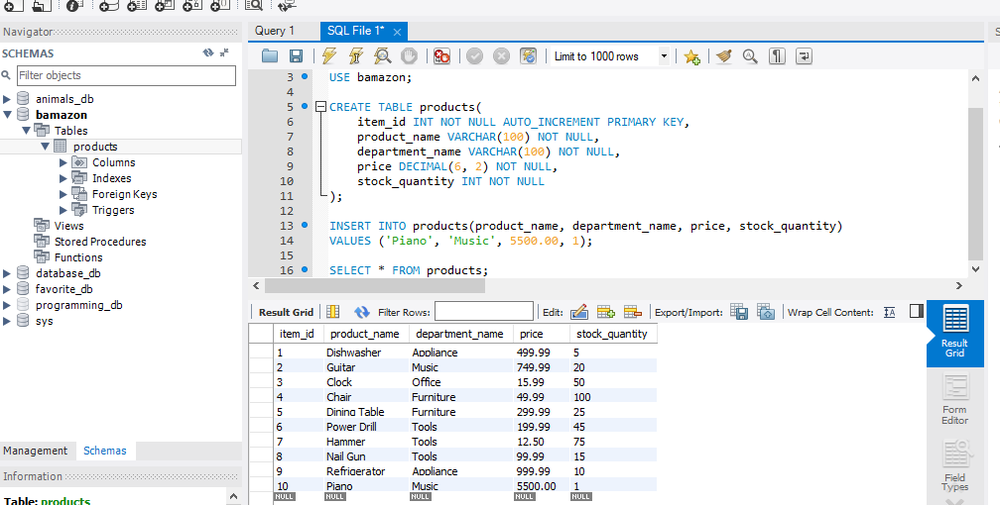 Navigator
SCHEMAS
Filter objects
animals_db
bamazon
Tables
products
Columns
Indexes
Foreign Keys
Triggers
Views
Stored Procedures
Functions
database_db
favorite_db
programming_db
sys
Management Schemas
Information
Table: products
Query 1 SQL File 1*
Limit to 1000 rows
3 USE bamazon;
4
5 CREATE TABLE products(
6 item_id INT NOT NULL AUTO_INCREMENT PRIMARY KEY,
7 product_name VARCHAR(100) NOT NULL,
8 department_name VARCHAR(100) NOT NULL,
9 price DECIMAL(6, 2) NOT NULL,
10 stock_quantity INT NOT NULL
11 );
12
13 INSERT INTO products(product_name, department_name, price, stock_quantity)
14 VALUES ('Piano', 'Music', 5500.00, 1);
15
16 SELECT * FROM products;
Result Grid Filter Rows: Edit: Export/Import: Wrap Cell Content: IA
item_id product_name department_name price stock_quantity
1 Dishwasher Appliance 499.99 5
2 Guitar Music 749.99 20
3 Clock Office 15.99 50
4 Chair Furniture 49.99 100
5 Dining Table Furniture 299.99 25
6 Power Drill Tools 199.99 45
7 Hammer Tools 12.50 75
8 Nail Gun Tools 99.99 15
9 Refrigerator Appliance 999.99 10
10 Piano Music 5500.00 1
NULL NULL NULL NULL NULL
Result
Grid
Form
Editor
Field
Types